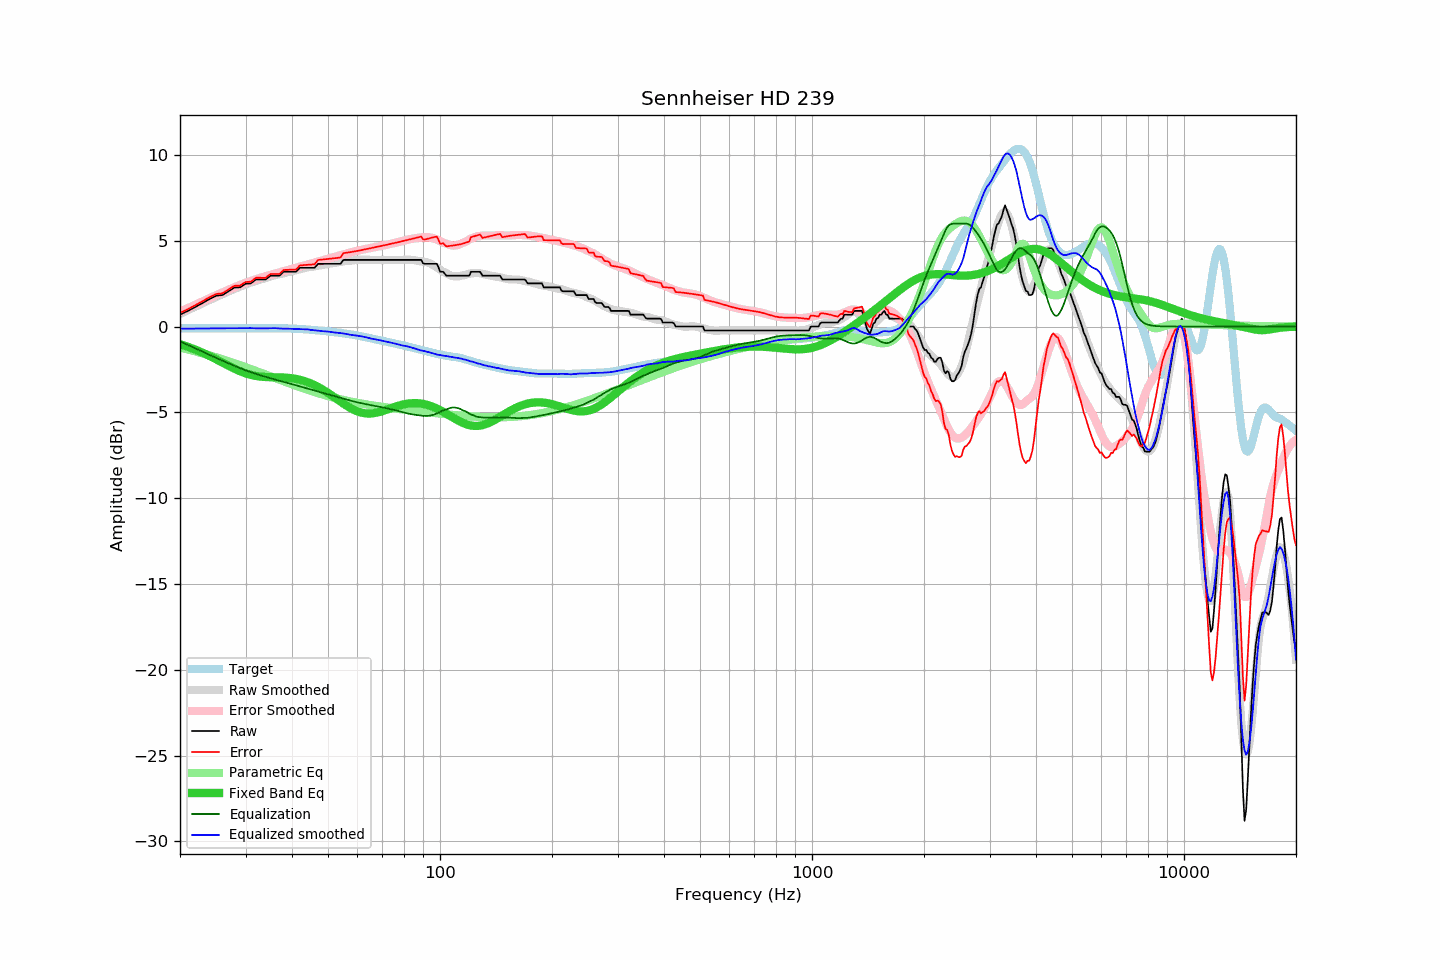 Sennheiser HD 239
Amplitude (dBr)
10
5
0
−5
−10
−15
−20
−25
−30
Target
Raw Smoothed
Error Smoothed
Raw
Error
Parametric Eq
Fixed Band Eq
Equalization
Equalized smoothed
100
1000
10000
Frequency (Hz)